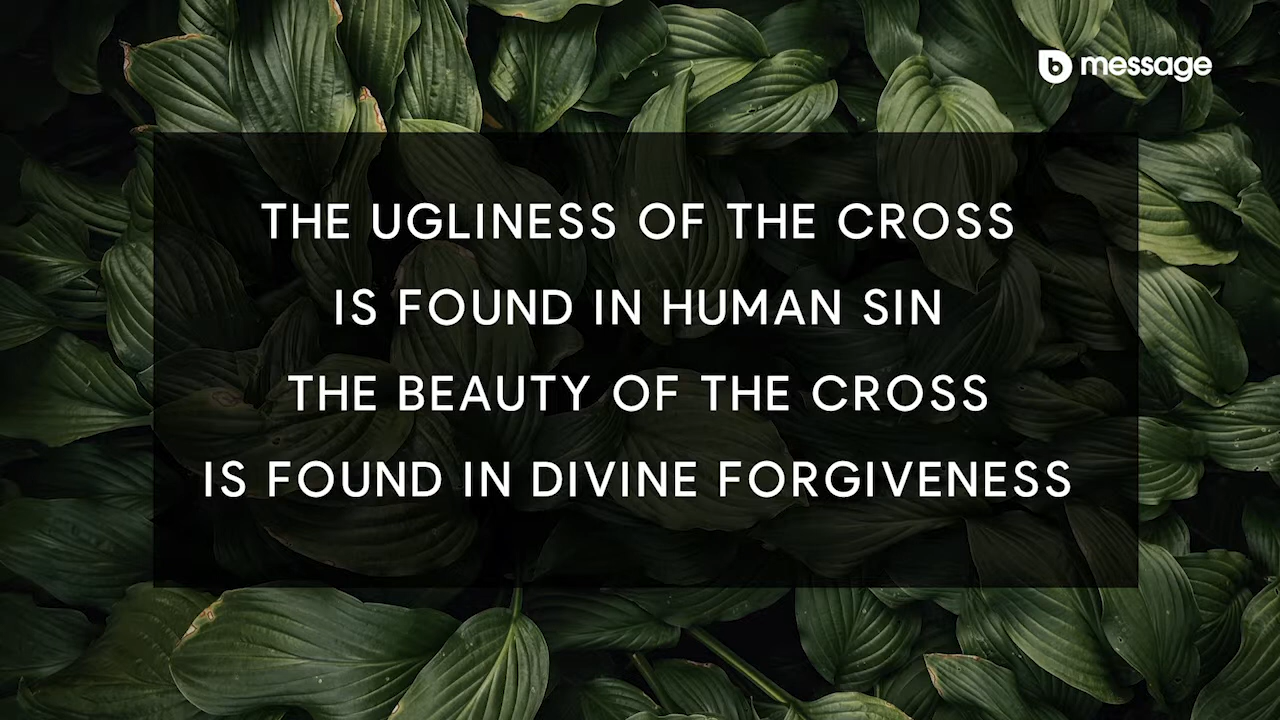 message
THE UGLINESS OF THE CROSS
IS FOUND IN HUMAN SIN
THE BEAUTY OF THE CROSS
IS FOUND IN DIVINE FORGIVENESS